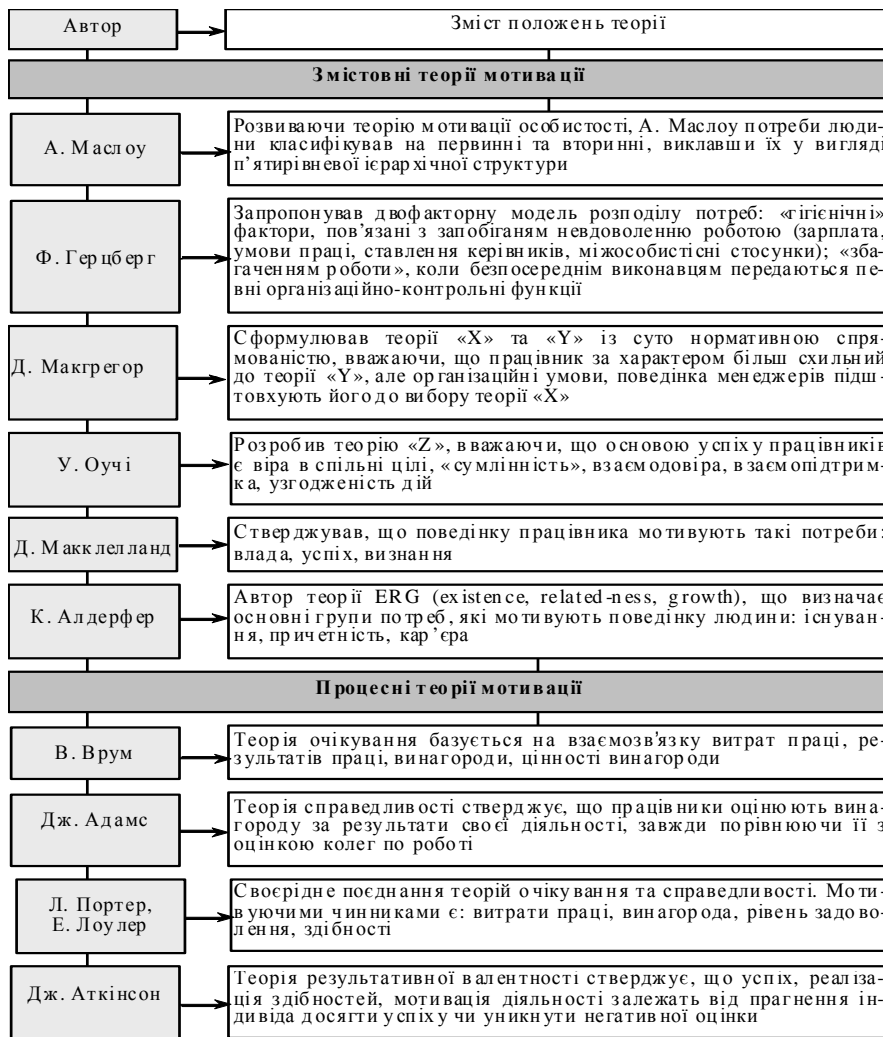 Автор
Зміст положень теорії
Змістовні теорії мотивації
А. Маслоу
Розвиваючи теорію мотивації особистості, А. Маслоу потреби люди-
ни класифікував на первинні та вторинні, виклавши їх у вигляді
п’ятирівневої ієрархічної структури
Ф. Герцберг
Запропонував двофакторну модель розподілу потреб: «гігієнічні»
фактори, пов’язані з запобіганям невдоволенню роботою (зарплата,
умови праці, ставлення керівників, міжособистісні стосунки); «зба-
гаченням роботи», коли безпосереднім виконавцям передаються пе-
вні організаційно-контрольні функції
Д. Макгрегор
Сформулював теорії «X» та «Y» із суто нормативною спря-
мованістю, вважаючи, що працівник за характером більш схильний
до теорії «Y», але організаційні умови, поведінка менеджерів підш-
товхують його до вибору теорії «X»
У. Оучі
Розробив теорію «Z», вважаючи, що основою успіху працівників
є віра в спільні цілі, «сумлінність», взаємодовіра, взаємопідтрим-
ка, узгодженість дій
Д. Макклелланд
Стверджував, що поведінку працівника мотивують такі потреби:
влада, успіх, визнання
К. Алдерфер
Автор теорії ERG (existence, related-ness, growth), що визначає
основні групи потреб, які мотивують поведінку людини: існуван-
ня, причетність, кар’єра
Процесні теорії мотивації
В. Врум
Теорія очікування базується на взаємозв'язку витрат праці, ре-
зультатів праці, винагороди, цінності винагороди
Дж. Адамс
Теорія справедливості стверджує, що працівники оцінюють вина-
городу за результати своєї діяльності, завжди порівнюючи її з
оцінкою колег по роботі
Л. Портер,
Е. Лоулер
Своєрідне поєднання теорій очікування та справедливості. Моти-
вуючими чинниками є: витрати праці, винагорода, рівень задово-
лення, здібності
Дж. Аткінсон
Теорія результативної валентності стверджує, що успіх, реаліза-
ція здібностей, мотивація діяльності залежать від прагнення ін-
дивіда досягти успіху чи уникнути негативної оцінки